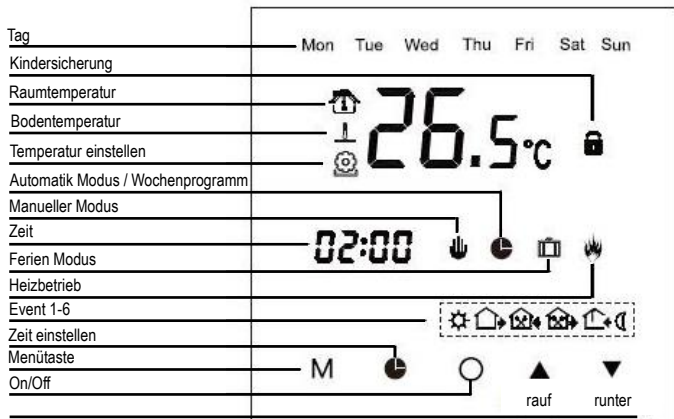 Tag
Mon Tue Wed Thu Fri Sat Sun
Kindersicherung
Raumtemperatur
Bodentemperatur
26.5°C
Temperatur einstellen
Automatik Modus / Wochenprogramm
Manueller Modus
Zeit
02:00
Ferien Modus
Heizbetrieb
Event 1-6
Zeit einstellen
Menütaste
M
On/Off
rauf runter